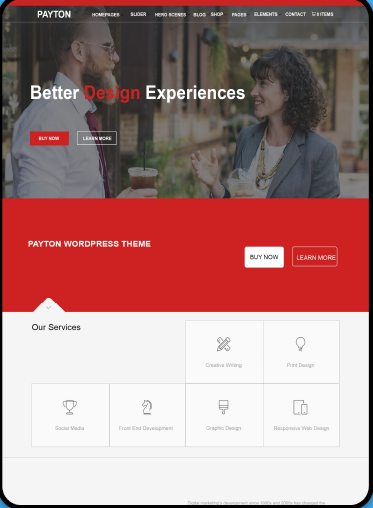 PAYTON HOMEPAGES SLIDER HERO SCENES BLOG SHOP PAGES ELEMENTS CONTACT 0 ITEMS
Better Design Experiences
BUY NOW LEARN MORE
PAYTON WORDPRESS THEME
BUY NOW LEARN MORE
Our Services
Creative Writing Print Design
Social Media Front End Development Graphic Design Responsive Web Design
Digital marketing's development since 1990s and 2000s has changed the